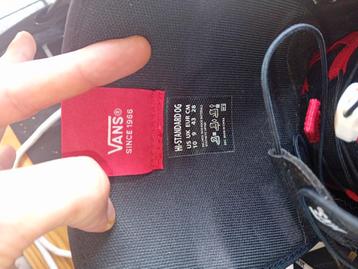 VANS®
SINCE 1966
HI-STANDARD OG
US UK EUR CM
10 9 43 28